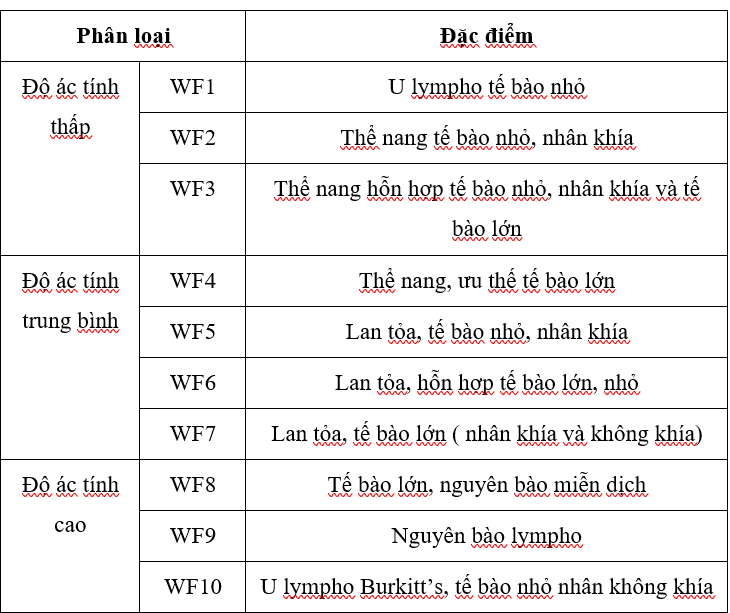 Phân loại Đặc điểm
Độ ác tính thấp WF1 U lympho tế bào nhỏ
WF2 Thể nang tế bào nhỏ, nhân khía
WF3 Thể nang hỗn hợp tế bào nhỏ, nhân khía và tế
bào lớn
Độ ác tính trung bình WF4 Thể nang, ưu thế tế bào lớn
WF5 Lan tỏa, tế bào nhỏ, nhân khía
WF6 Lan tỏa, hỗn hợp tế bào lớn, nhỏ
WF7 Lan tỏa, tế bào lớn ( nhân khía và không khía)
Độ ác tính cao WF8 Tế bào lớn, nguyên bào miễn dịch
WF9 Nguyên bào lympho
WF10 U lympho Burkitt’s, tế bào nhỏ nhân không khía